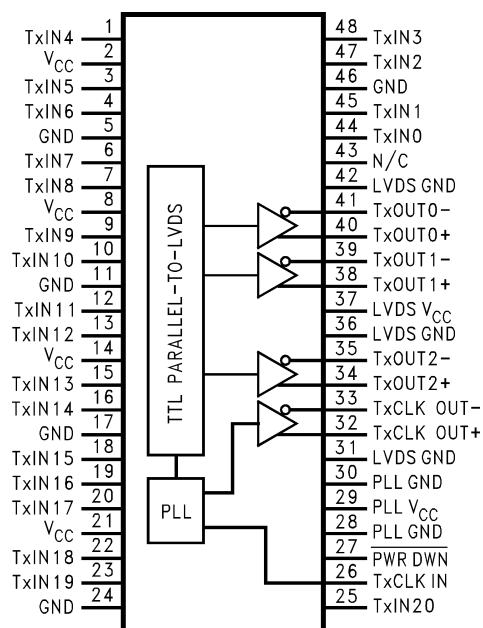 TxIN4 1
V_CC 2
TxIN5 3
TxIN6 4
GND 5
TxIN7 6
TxIN8 7
V_CC 8
TxIN9 9
TxIN10 10
GND 11
TxIN11 12
TxIN12 13
V_CC 14
TxIN13 15
TxIN14 16
GND 17
TxIN15 18
TxIN16 19
TxIN17 20
V_CC 21
TxIN18 22
TxIN19 23
GND 24
TTL PARALLEL-TO-LVDS
PLL
48 TxIN3
47 TxIN2
46 GND
45 TxIN1
44 TxIN0
43 N/C
42 LVDS GND
41 TxOUT0-
40 TxOUT0+
39 TxOUT1-
38 TxOUT1+
37 LVDS V_CC
36 LVDS GND
35 TxOUT2-
34 TxOUT2+
33 TxCLK OUT-
32 TxCLK OUT+
31 LVDS GND
30 PLL GND
29 PLL V_CC
28 PLL GND
27 PWR DWN
26 TxCLK IN
25 TxIN20